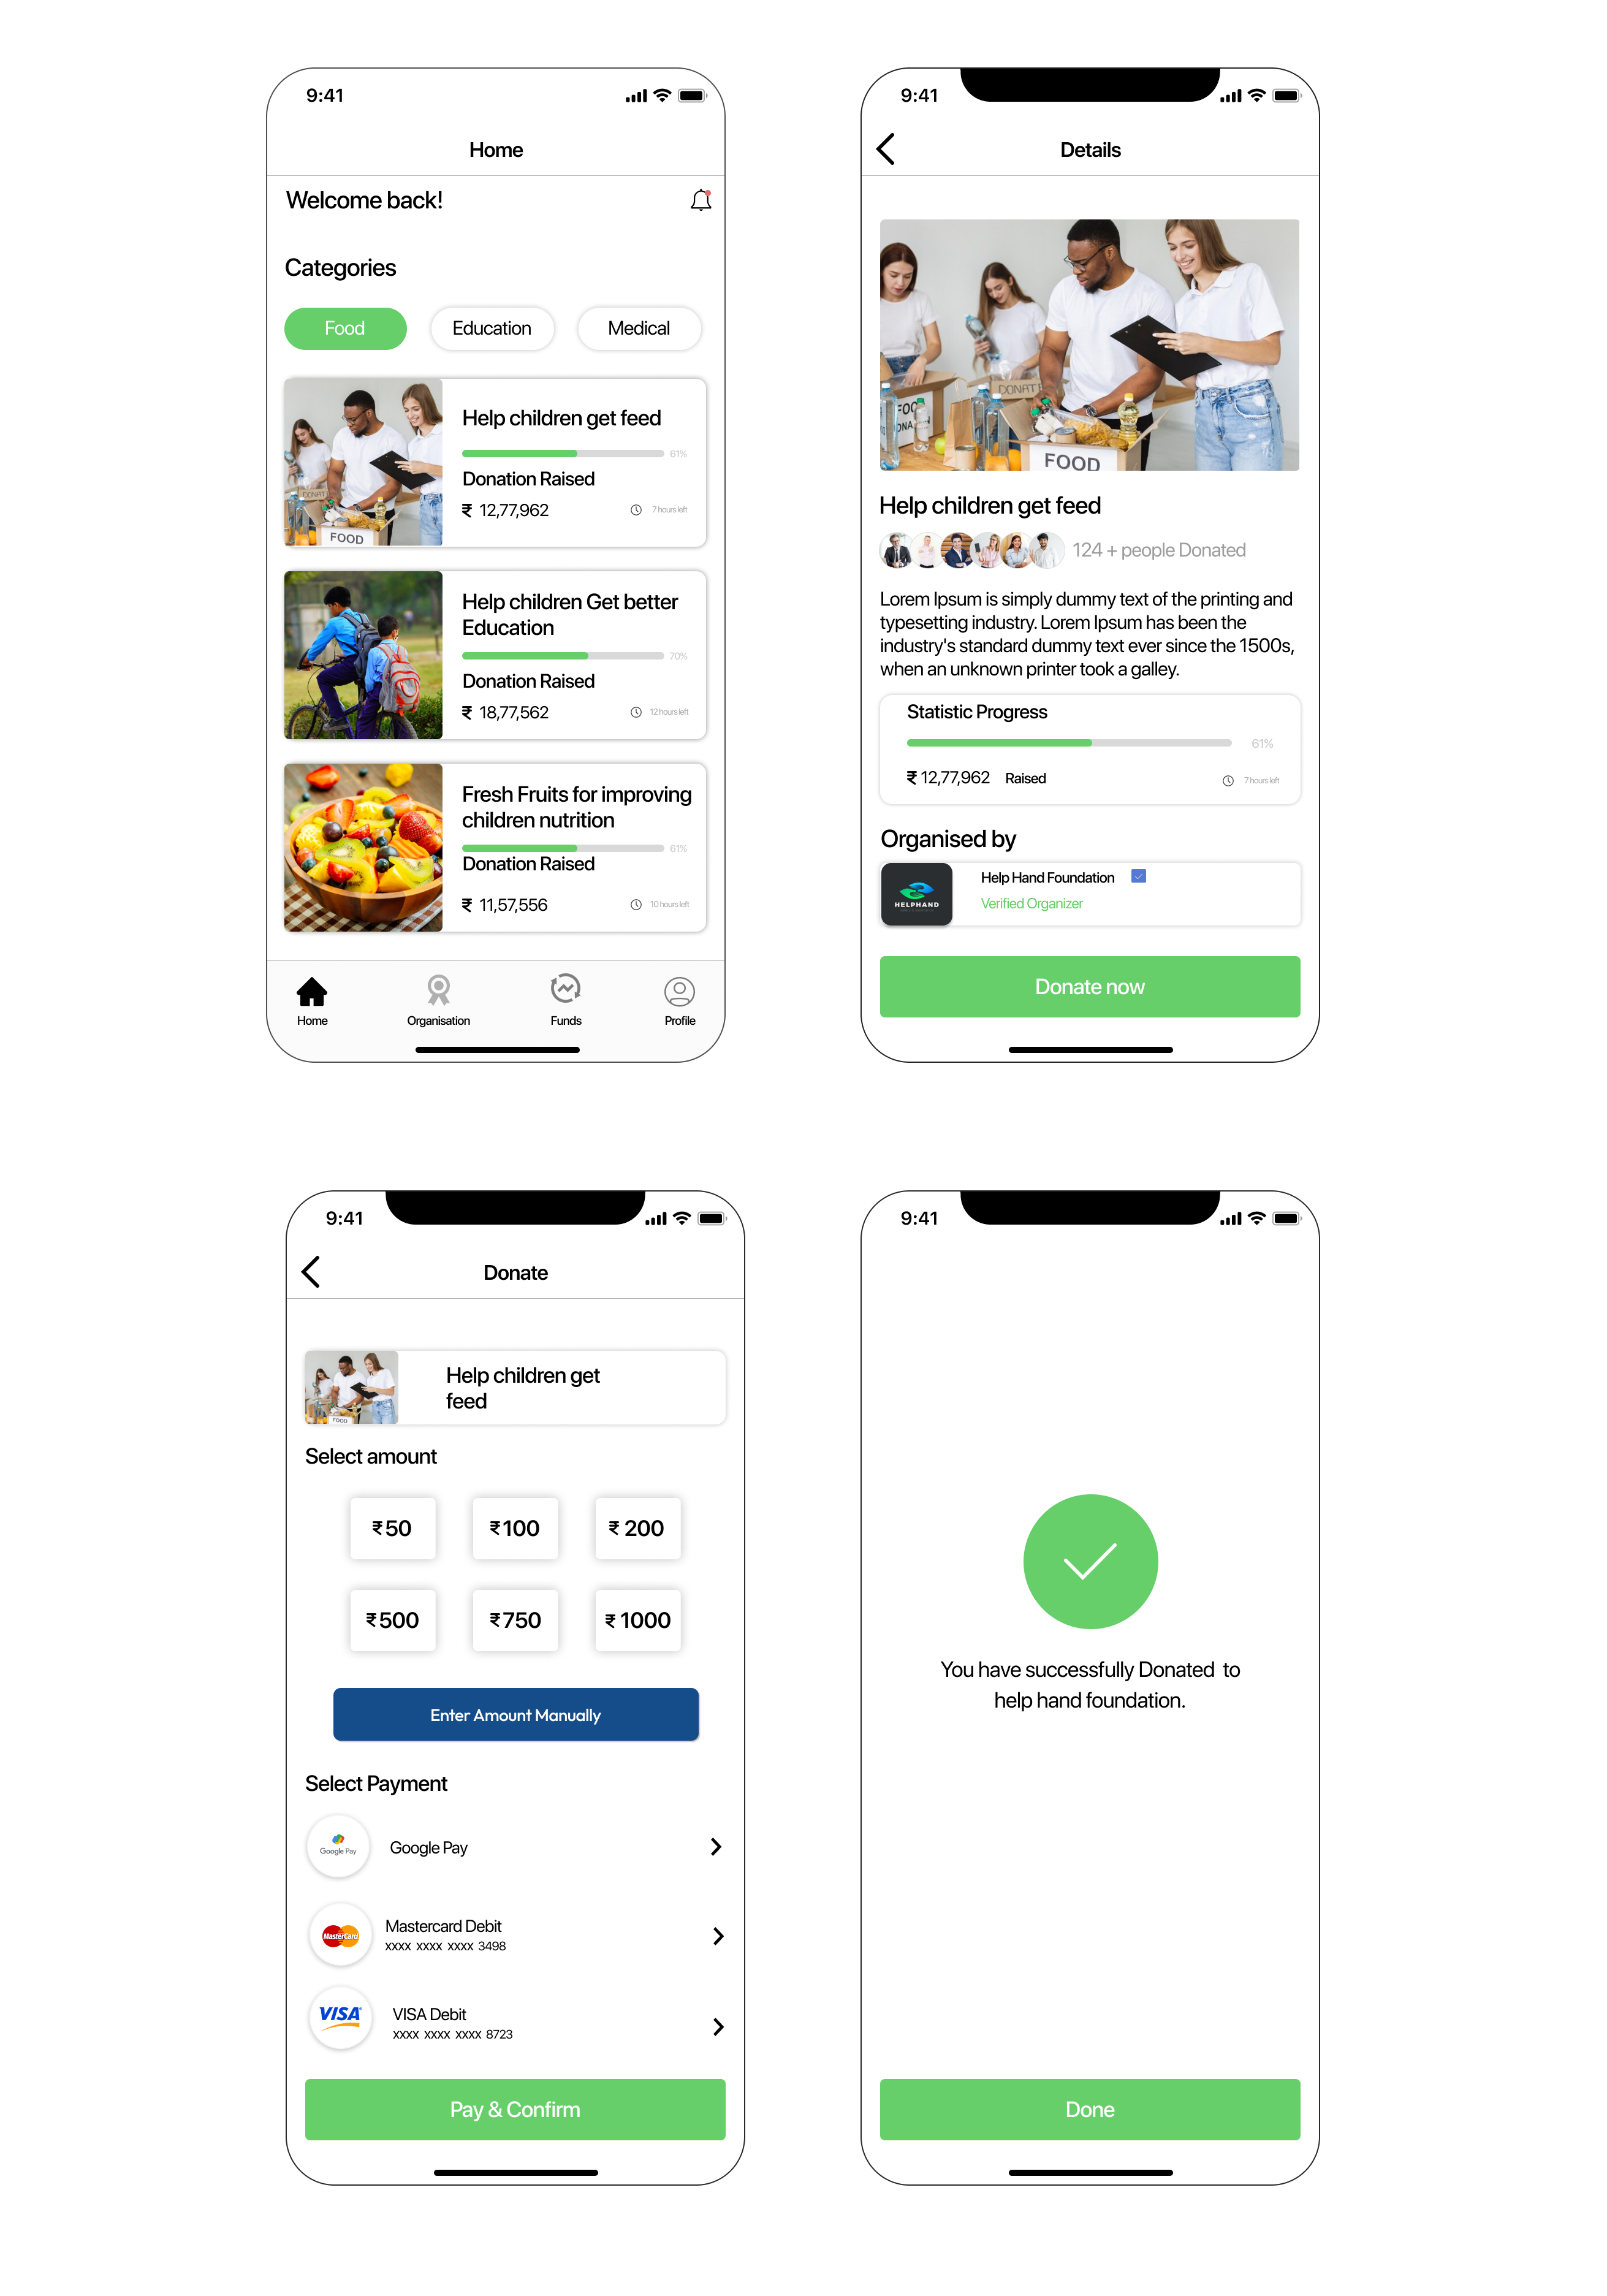 9:41
Home
Welcome back!
Categories
Food
Education
Medical
FOOD
Help children get feed
61%
Donation Raised
₹ 12,77,962
7 hours left
Help children Get better
Education
70%
Donation Raised
₹ 18,77,562
12 hours left
Fresh Fruits for improving
children nutrition
61%
Donation Raised
₹ 11,57,556
10 hours left
Home
Organisation
Funds
Profile
9:41
Details
DONATE
FOOD
Help children get feed
124 + people Donated
Lorem Ipsum is simply dummy text of the printing and
typesetting industry. Lorem Ipsum has been the
industry's standard dummy text ever since the 1500s,
when an unknown printer took a galley.
Statistic Progress
61%
₹ 12,77,962 Raised
7 hours left
Organised by
HELPHAND
Help Hand Foundation
Verified Organizer
Donate now
9:41
Donate
FOOD
Help children get
feed
Select amount
₹50
₹100
₹ 200
₹500
₹750
₹ 1000
Enter Amount Manually
Select Payment
Google Pay
Google Pay
MasterCard
Mastercard Debit
xxxx xxxx xxxx 3498
VISA
VISA Debit
xxxx xxxx xxxx 8723
Pay & Confirm
9:41
You have successfully Donated to
help hand foundation.
Done